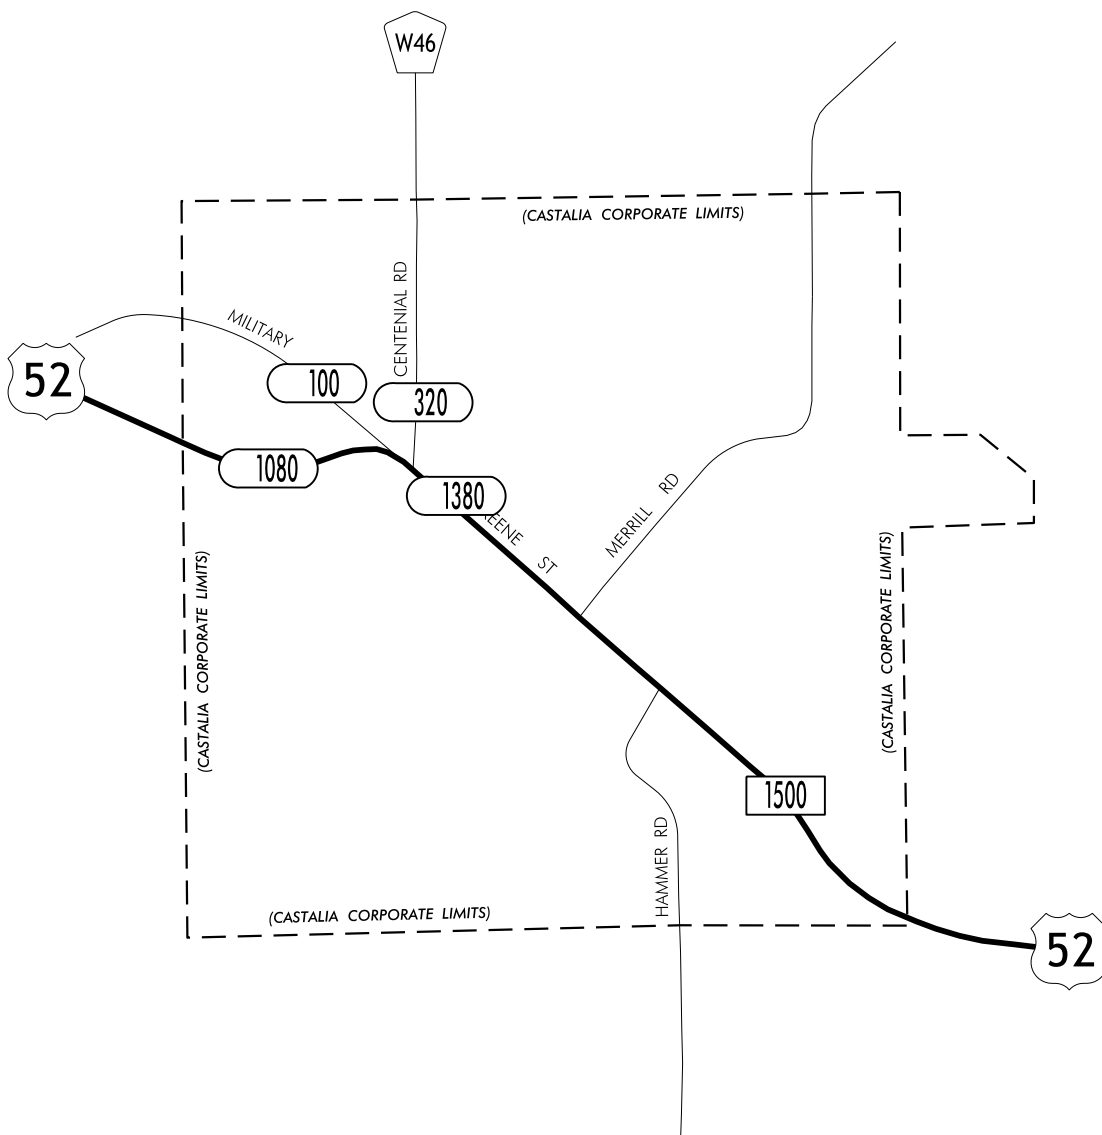 W46
(CASTALIA CORPORATE LIMITS)
CENTENIAL RD
MILITARY
52
100
320
1080
1380
ST
MERRILL RD
(CASTALIA CORPORATE LIMITS)
(CASTALIA CORPORATE LIMITS)
1500
HAMMER RD
(CASTALIA CORPORATE LIMITS)
52